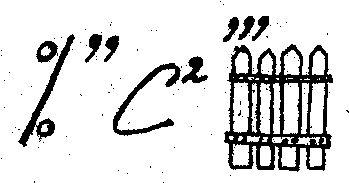 % ,, C² ,,,